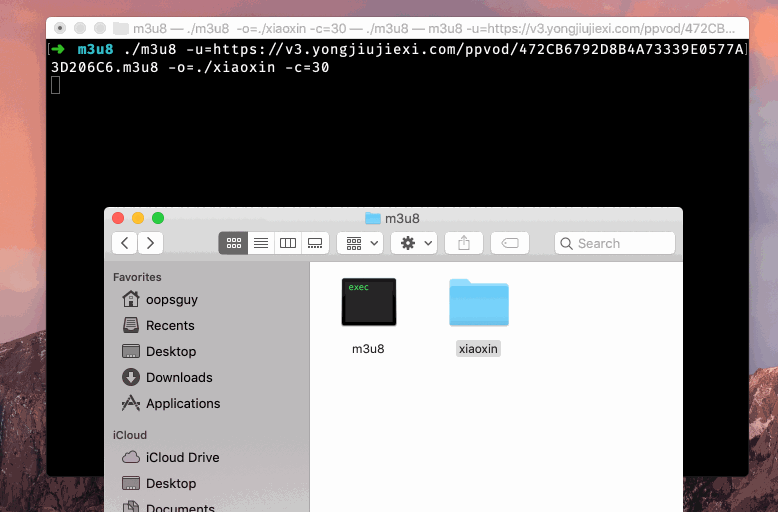 m3u8 — ./m3u8 -o=./xiaoxin -c=30 — ./m3u8 — m3u8 -u=https://v3.yongjiujiexi.com/ppvod/472CB...
➜ m3u8 ./m3u8 -u=https://v3.yongjiujiexi.com/ppvod/472CB6792D8B4A73339E0577A
3D206C6.m3u8 -o=./xiaoxin -c=30
m3u8
Search
Favorites
oopsguy
Recents
Desktop
Downloads
Applications
iCloud
iCloud Drive
Desktop
Documents
exec
m3u8
xiaoxin